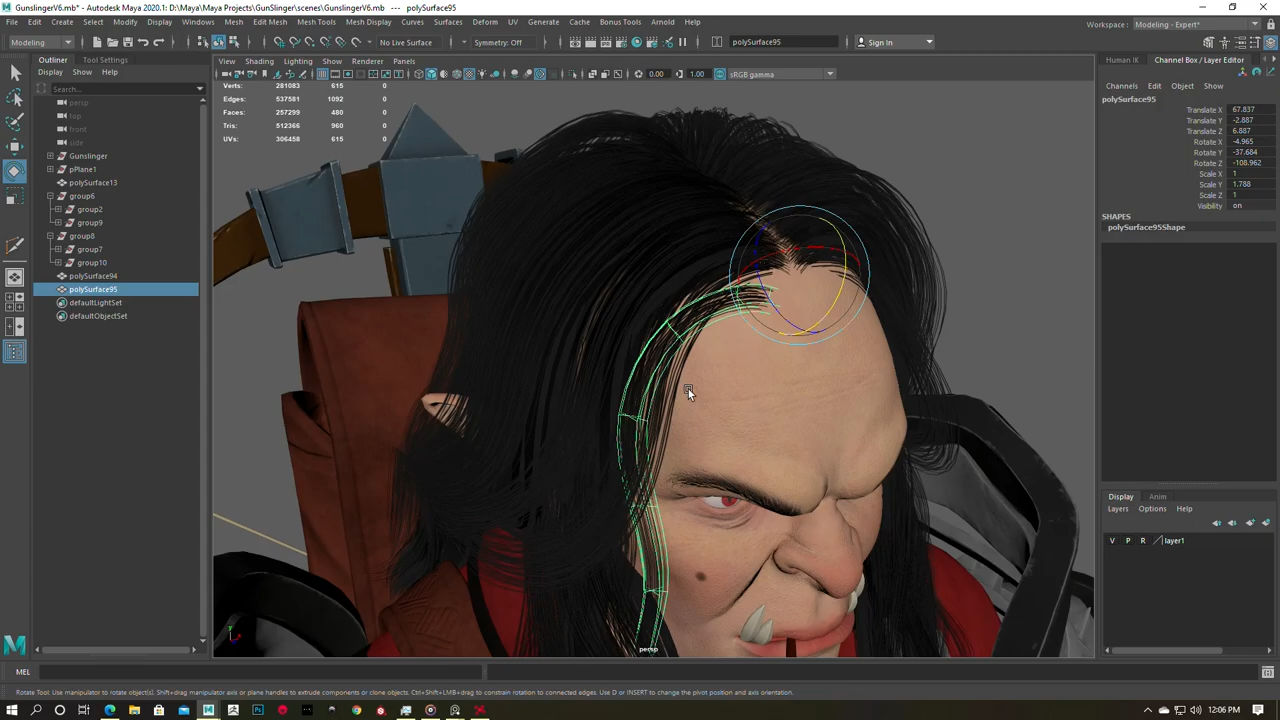 GunslingerV6.mb* - Autodesk Maya 2020.1: D:\Maya\Maya Projects\GunSlinger\scenes\GunslingerV6.mb --- polySurface95
File Edit Create Select Modify Display Windows Mesh Edit Mesh Mesh Tools Mesh Display Curves Surfaces Deform UV Generate Cache Bonus Tools Arnold Help
Workspace : Modeling - Expert*
Modeling No Live Surface Symmetry: Off polySurface95 Sign In
Outliner Tool Settings
Display Show Help
Search...
persp
top
front
side
Gunslinger
pPlane1
polySurface13
group6
group2
group9
group8
group7
group10
polySurface94
polySurface95
defaultLightSet
defaultObjectSet
View Shading Lighting Show Renderer Panels
0.00 1.00 sRGB gamma
Verts: 281083 615 0
Edges: 537581 1092 0
Faces: 257299 480 0
Tris: 512366 960 0
UVs: 306458 615 0
persp
Human IK Channel Box / Layer Editor
Channels Edit Object Show
polySurface95
Translate X 67.837
Translate Y -2.887
Translate Z 6.887
Rotate X -4.965
Rotate Y -37.684
Rotate Z -108.962
Scale X 1
Scale Y 1.788
Scale Z 1
Visibility on
SHAPES
polySurface95Shape
Display Anim
Layers Options Help
V P R layer1
MEL
Rotate Tool: Use manipulator to rotate object(s). Shift+drag manipulator axis or plane handles to extrude components or clone objects. Ctrl+Shift+LMB+drag to constrain rotation to connected edges. Use D or INSERT to change the pivot position and axis orientation.
12:06 PM